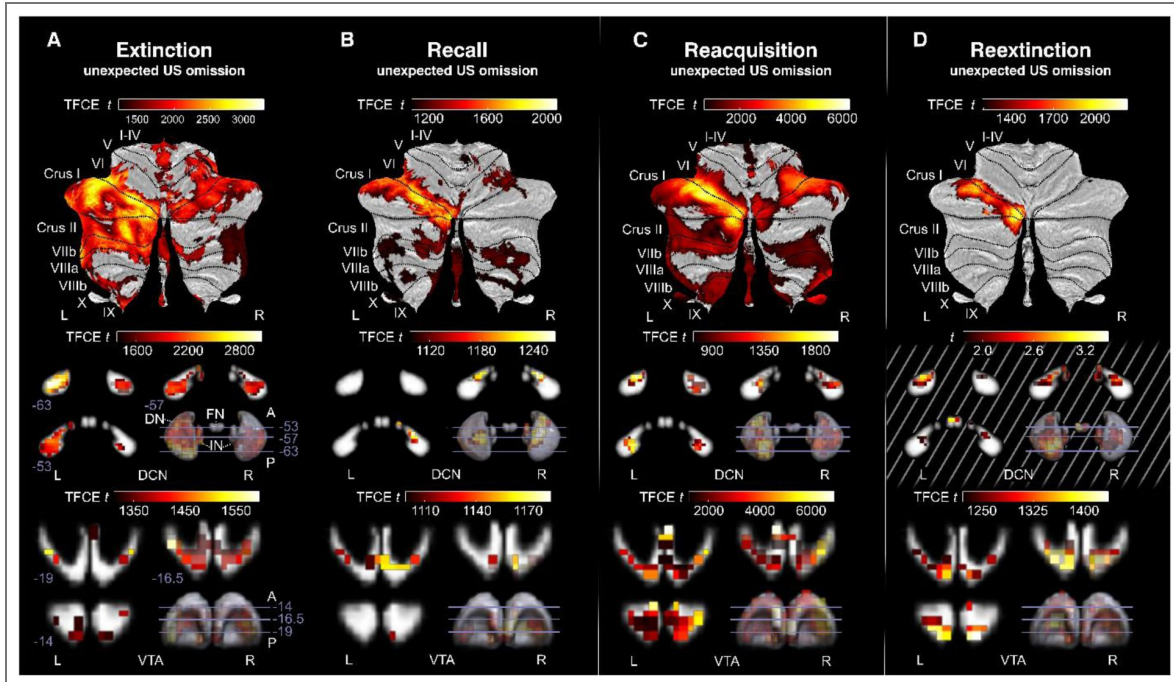 A Extinction
unexpected US omission
TFCE t
1500 2000 2500 3000
I-IV
V
VI
Crus I
Crus II
VIIb
VIIIa
VIIIb
X
IX
L R
TFCE t
1600 2200 2800
-63 -57
DN FN A
IN -53
-57
-63
-53 P
L DCN R
TFCE t
1350 1450 1550
-19 -16.5
A
-14
-16.5
-19
-14 P
L VTA R
B Recall
unexpected US omission
TFCE t
1200 1600 2000
I-IV
V
VI
Crus I
Crus II
VIIb
VIIIa
VIIIb
X
IX
L R
TFCE t
1120 1180 1240
L DCN R
TFCE t
1110 1140 1170
L VTA R
C Reacquisition
unexpected US omission
TFCE t
2000 4000 6000
I-IV
V
VI
Crus I
Crus II
VIIb
VIIIa
VIIIb
X
IX
L R
TFCE t
900 1350 1800
L DCN R
TFCE t
2000 4000 6000
L VTA R
D Reextinction
unexpected US omission
TFCE t
1400 1700 2000
I-IV
V
VI
Crus I
Crus II
VIIb
VIIIa
VIIIb
X
IX
L R
t
2.0 2.6 3.2
L DCN R
TFCE t
1250 1325 1400
L VTA R